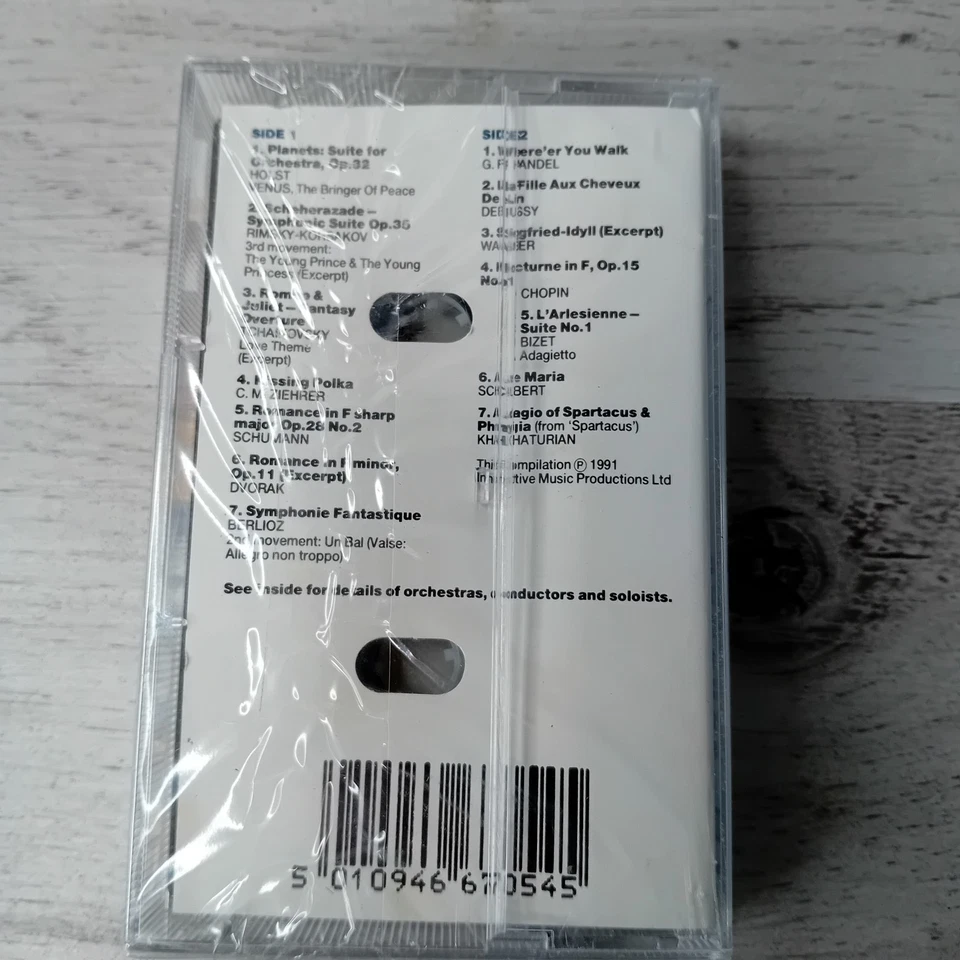 SIDE 1
1. Planets: Suite for
Orchestra, Op.32
HOLST
VENUS, The Bringer Of Peace
2. Scheherazade –
Symphonic Suite Op.35
RIMSKY-KORSAKOV
3rd movement:
The Young Prince & The Young
Princess (Excerpt)
3. Romeo &
Juliet – Fantasy
Overture
TCHAIKOVSKY
Love Theme
(Excerpt)
4. Kissing Polka
C. M. ZIEHRER
5. Romance in F sharp
major Op.28 No.2
SCHUMANN
6. Romance in F minor,
Op.11 (Excerpt)
DVORAK
7. Symphonie Fantastique
BERLIOZ
2nd movement: Un Bal (Valse:
Allegro non troppo)
SIDE 2
1. Where'er You Walk
G. F. HANDEL
2. La Fille Aux Cheveux
De Lin
DEBUSSY
3. Siegfried-Idyll (Excerpt)
WAGNER
4. Nocturne in F, Op.15
No.1
CHOPIN
5. L'Arlesienne –
Suite No.1
BIZET
Adagietto
6. Ave Maria
SCHUBERT
7. Adagio of Spartacus &
Phrygia (from 'Spartacus')
KHACHATURIAN
This compilation Ⓟ 1991
Innovative Music Productions Ltd
See inside for details of orchestras, conductors and soloists.
5 010946 670545